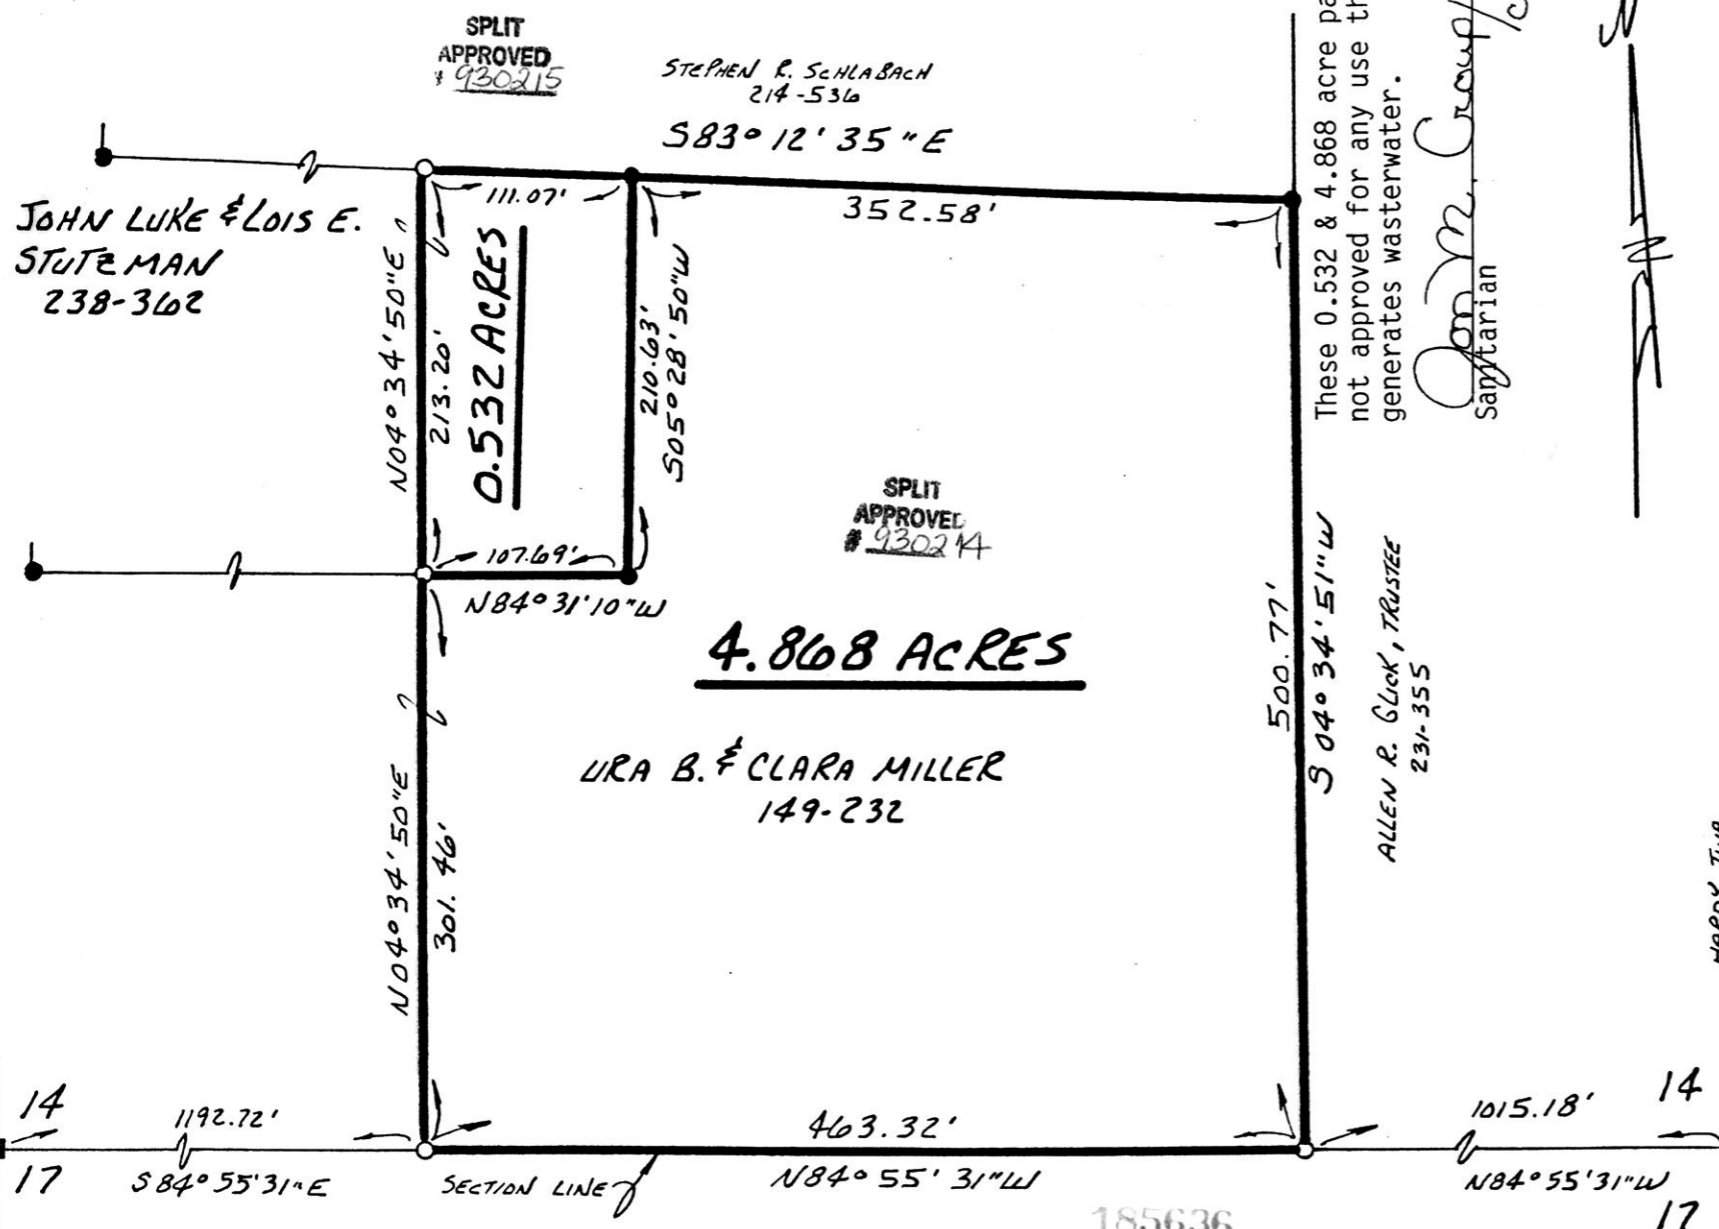 SPLIT
APPROVED
# 930215
STEPHEN R. SCHLABACH
214-536
S83° 12' 35" E
111.07'
352.58'
JOHN LUKE & LOIS E.
STUTZMAN
238-362
N04° 34' 50" E
213.20'
0.532 ACRES
210.63'
S05° 28' 50" W
107.69'
N84° 31' 10" W
SPLIT
APPROVED
# 930214
4.868 ACRES
URA B. & CLARA MILLER
149-232
N04° 34' 50" E
301.46'
500.77'
S 04° 34' 51" W
ALLEN R. GLICK, TRUSTEE
231-355
These 0.532 & 4.868 acre
not approved for any use
generates wasterwater.
Sanitarian
N
14
1192.72'
463.32'
1015.18'
14
17
S84° 55' 31" E
SECTION LINE
N84° 55' 31" W
N84° 55' 31" W
17
185636